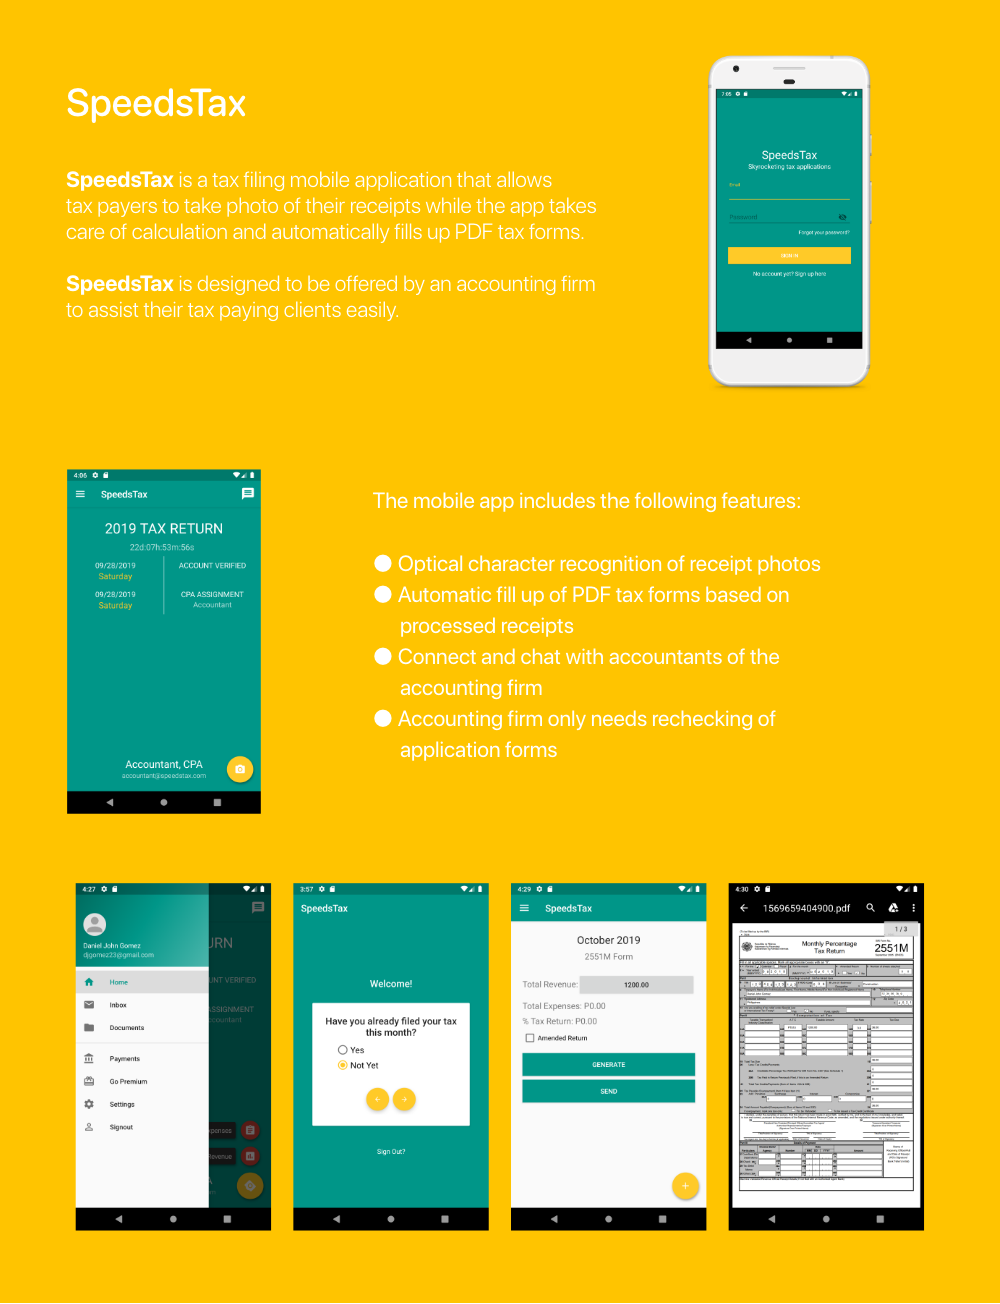 SpeedsTax
SpeedsTax is a tax filing mobile application that allows
tax payers to take photo of their receipts while the app takes
care of calculation and automatically fills up PDF tax forms.
SpeedsTax is designed to be offered by an accounting firm
to assist their tax paying clients easily.
7:05
SpeedsTax
Skyrocketing tax applications
Email
Password
Forgot your password?
SIGN IN
No account yet? Sign up here
4:06
SpeedsTax
2019 TAX RETURN
22d:07h:53m:56s
09/28/2019
Saturday
ACCOUNT VERIFIED
09/28/2019
Saturday
CPA ASSIGNMENT
Accountant
Accountant, CPA
accountant@speedstax.com
The mobile app includes the following features:
● Optical character recognition of receipt photos
● Automatic fill up of PDF tax forms based on
processed receipts
● Connect and chat with accountants of the
accounting firm
● Accounting firm only needs rechecking of
application forms
4:27
Daniel John Gomez
djgomez23@gmail.com
Home
Inbox
Documents
Payments
Go Premium
Settings
Signout
URN
UNT VERIFIED
SSIGNMENT
countant
xpenses
Revenue
3:57
SpeedsTax
Welcome!
Have you already filed your tax
this month?
Yes
Not Yet
Sign Out?
4:29
SpeedsTax
October 2019
2551M Form
Total Revenue: 1200.00
Total Expenses: P0.00
% Tax Return: P0.00
Amended Return
GENERATE
SEND
4:30
1569659404900.pdf
1 / 3
Monthly Percentage
Tax Return
2551M